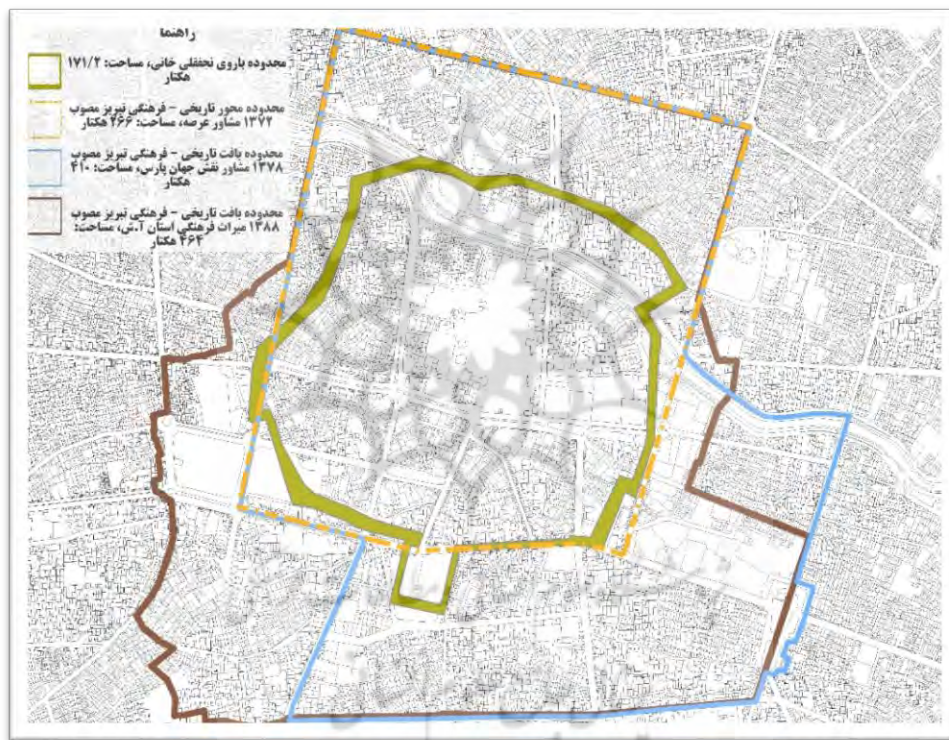 راهنما
محدوده باروی نجفقلی خانی، مساحت: ۱۷۱/۲
هکتار
محدوده محور تاریخی - فرهنگی تبریز مصوب
۱۳۷۲ مشاور عرصه، مساحت: ۲۶۶ هکتار
محدوده بافت تاریخی - فرهنگی تبریز مصوب
۱۳۷۸ مشاور نقش جهان پارس، مساحت: ۴۱۰
هکتار
محدوده بافت تاریخی - فرهنگی تبریز مصوب
۱۳۸۸ میراث فرهنگی استان آ.ش، مساحت:
۴۶۴ هکتار